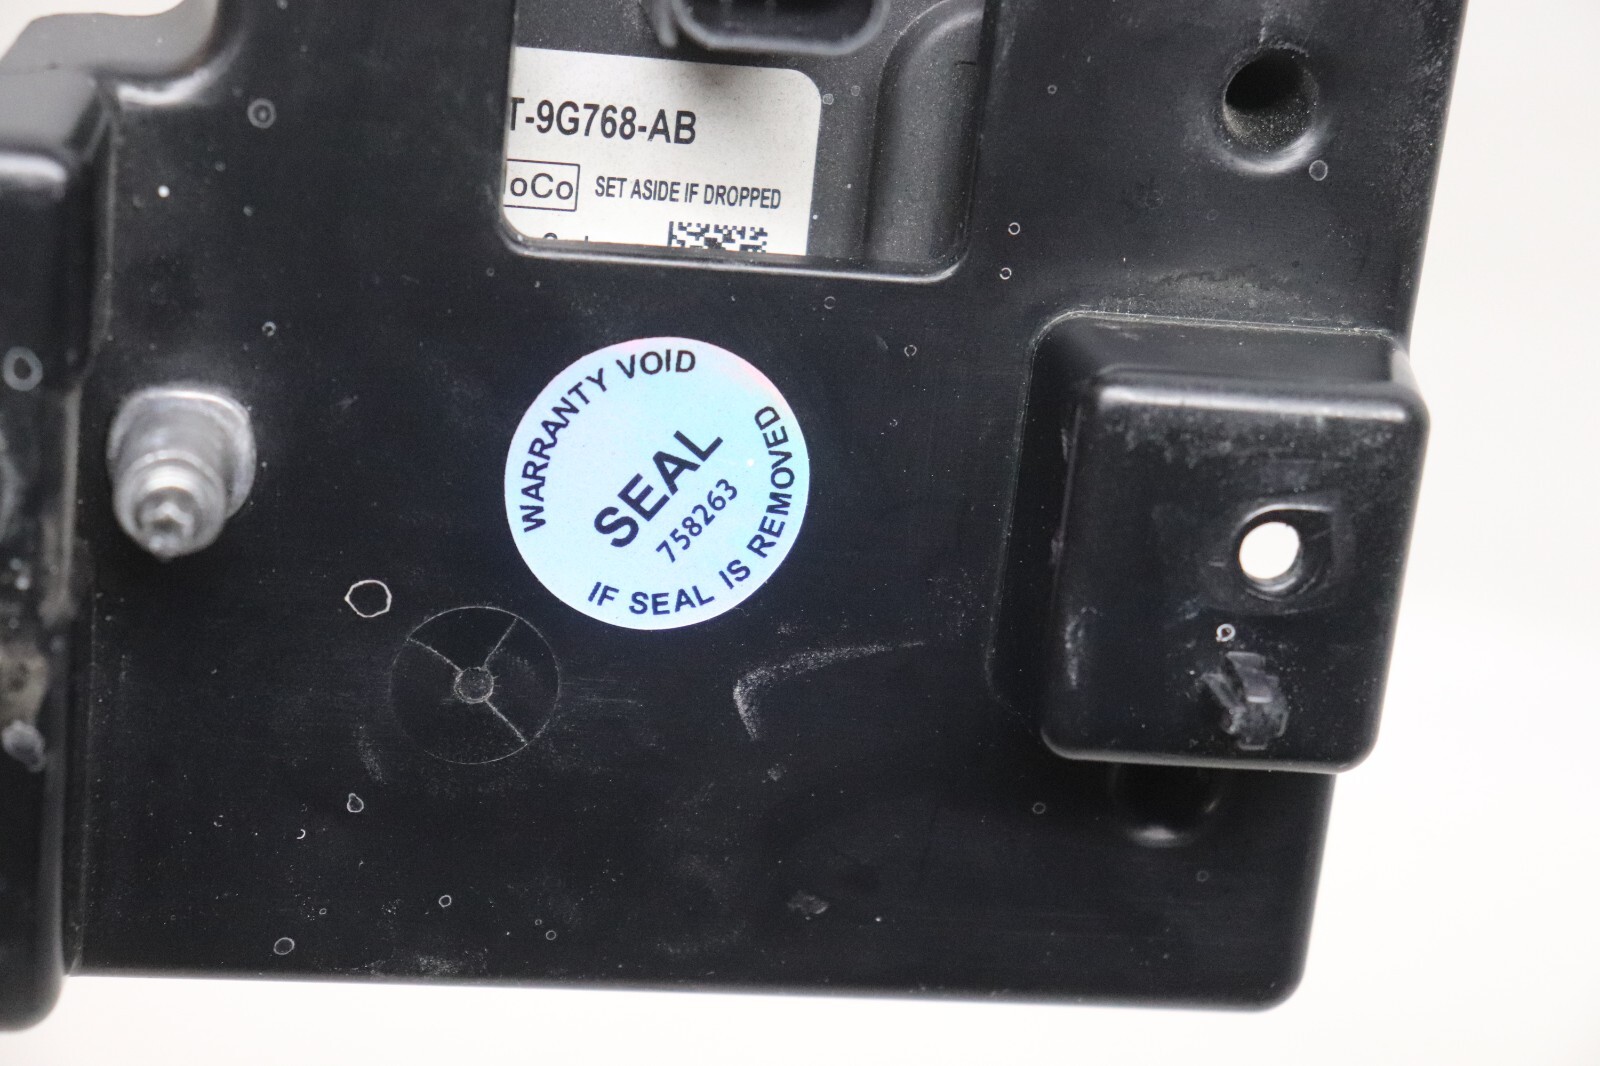 T-9G768-AB
oCo SET ASIDE IF DROPPED
WARRANTY VOID
SEAL
758263
IF SEAL IS REMOVED